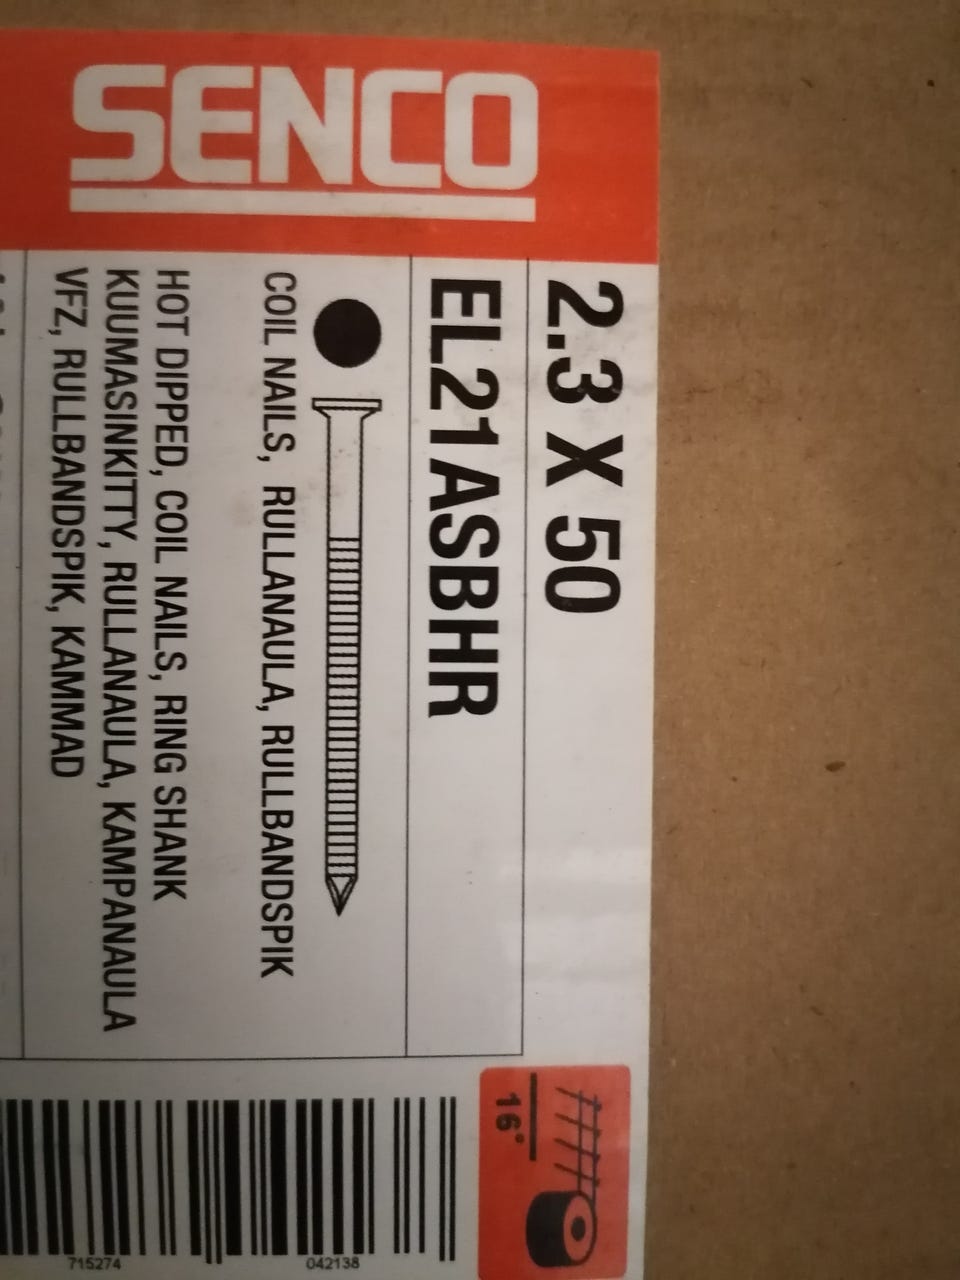 SENCO
2.3 X 50
EL21ASBHR
COIL NAILS, RULLANAULA, RULLBANDSPIK
HOT DIPPED, COIL NAILS, RING SHANK
KUUMASINKITTY, RULLANAULA, KAMPANAULA
VFZ, RULLBANDSPIK, KAMMAD
16°
715274
042138